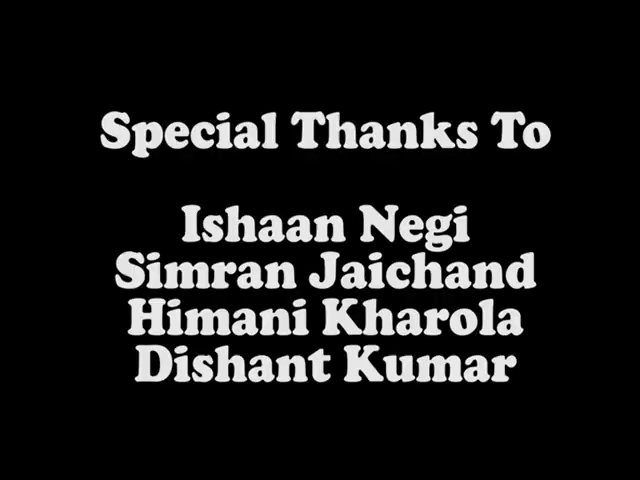 Special Thanks To
Ishaan Negi
Simran Jaichand
Himani Kharola
Dishant Kumar